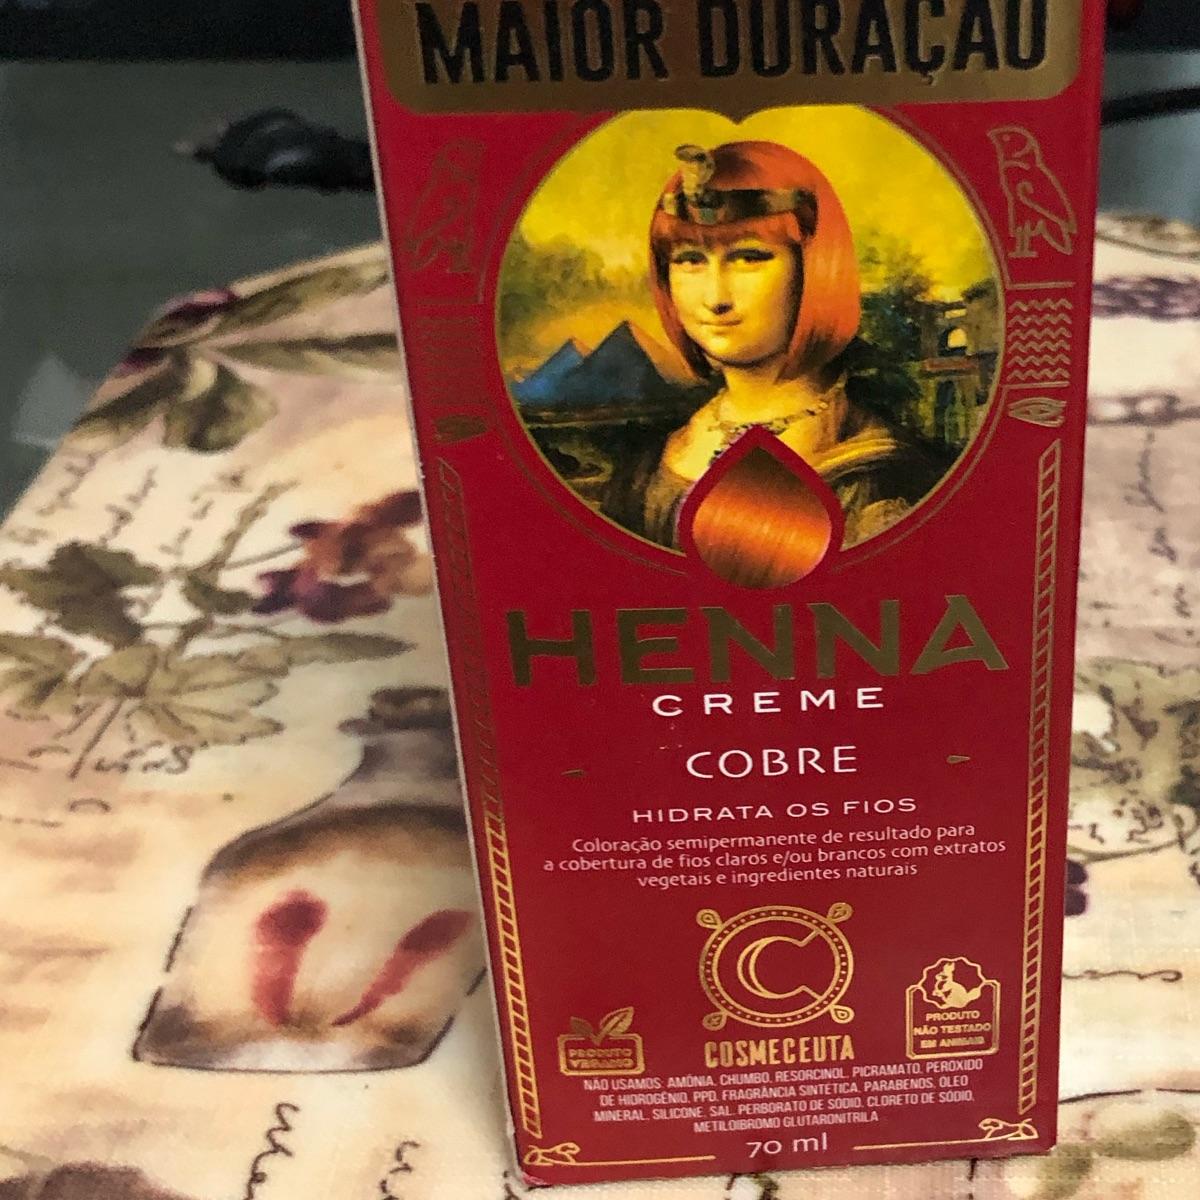 MAIOR DURAÇÃO
HENNA
CREME
COBRE
HIDRATA OS FIOS
Coloração semipermanente de resultado para
a cobertura de fios claros e/ou brancos com extratos
vegetais e ingredientes naturais
C
PRODUTO
VEGANO
COSMECEUTA
PRODUTO
NÃO TESTADO
EM ANIMAIS
NÃO USAMOS: AMÔNIA, CHUMBO, RESORCINOL, PICRAMATO, PERÓXIDO
DE HIDROGÊNIO, PPD, FRAGRÂNCIA SINTÉTICA, PARABENOS, ÓLEO
MINERAL, SILICONE, SAL, PERBORATO DE SÓDIO, CLORETO DE SÓDIO,
METILDIBROMO GLUTARONITRILA
70 ml